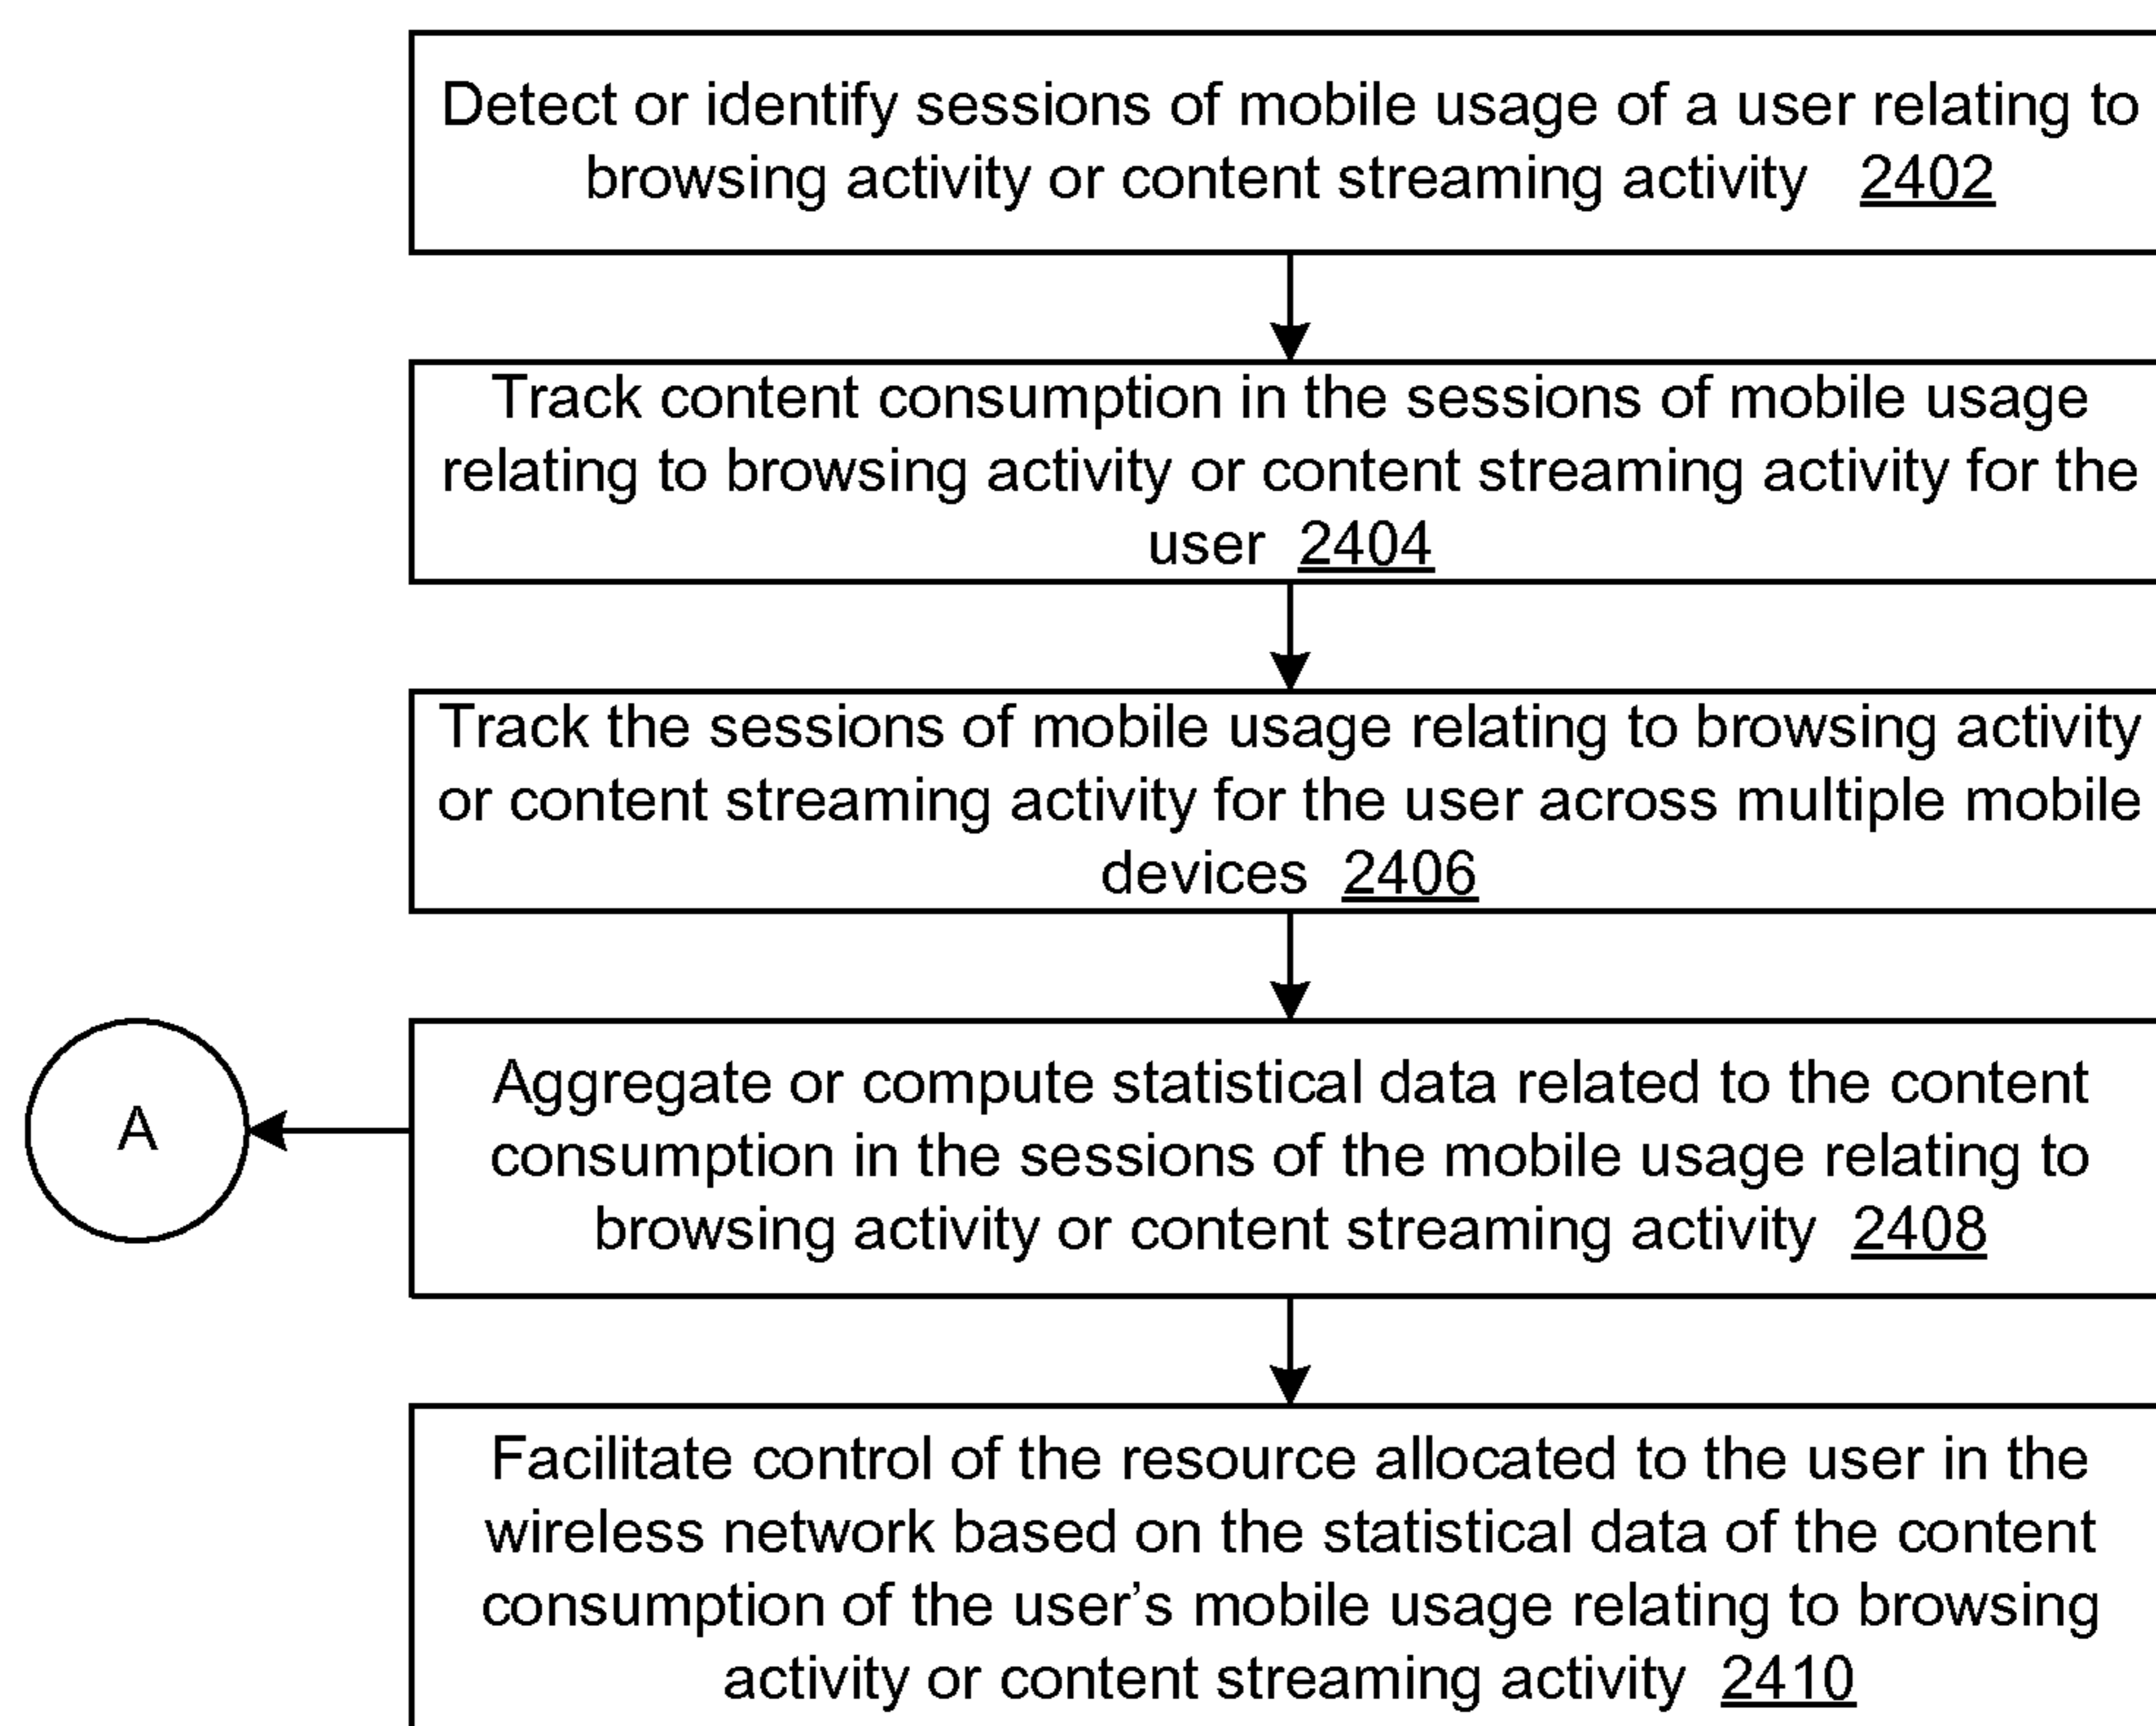 Detect or identify sessions of mobile usage of a user relating to
browsing activity or content streaming activity 2402
Track content consumption in the sessions of mobile usage
relating to browsing activity or content streaming activity for the
user 2404
Track the sessions of mobile usage relating to browsing activity
or content streaming activity for the user across multiple mobile
devices 2406
A
Aggregate or compute statistical data related to the content
consumption in the sessions of the mobile usage relating to
browsing activity or content streaming activity 2408
Facilitate control of the resource allocated to the user in the
wireless network based on the statistical data of the content
consumption of the user’s mobile usage relating to browsing
activity or content streaming activity 2410